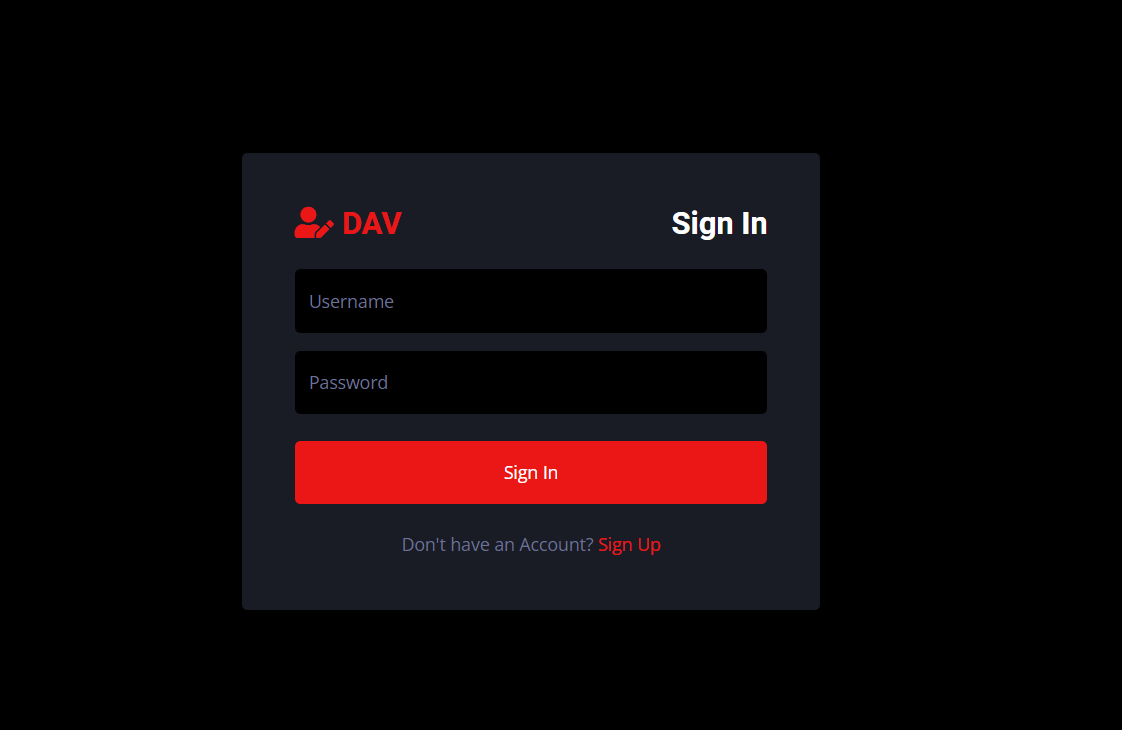 DAV
Sign In
Username
Password
Sign In
Don't have an Account? Sign Up